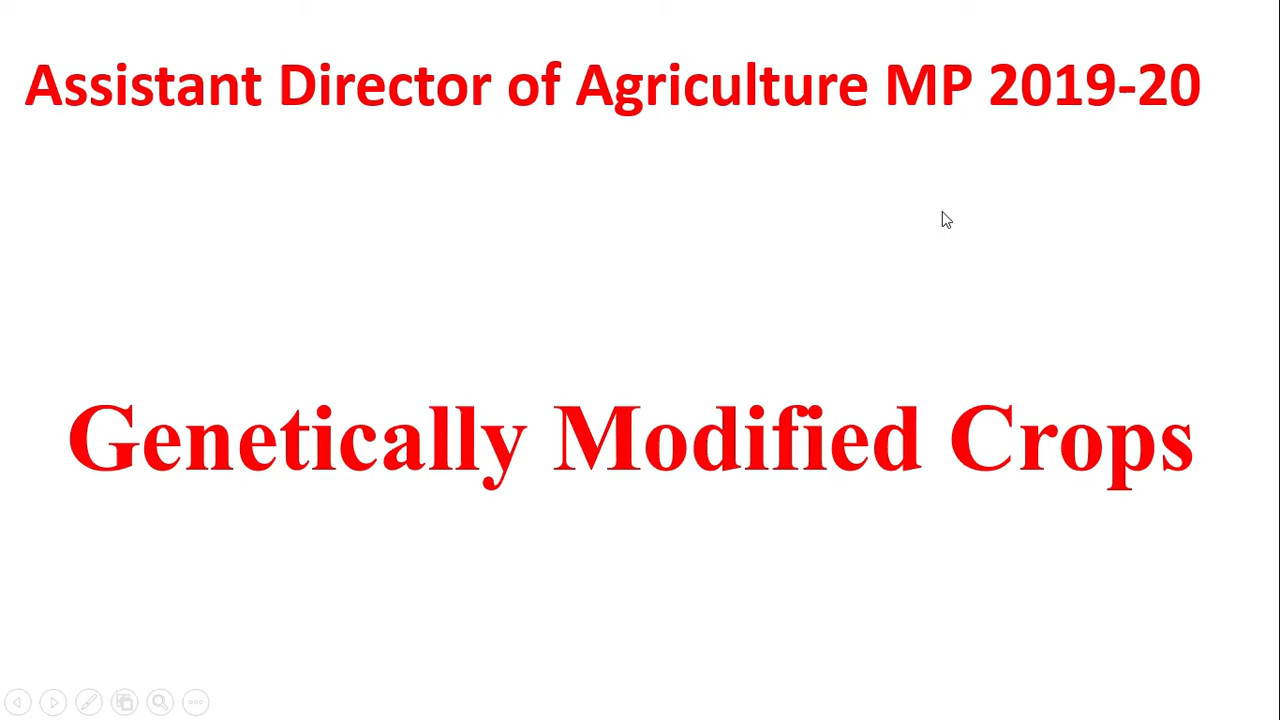 Assistant Director of Agriculture MP 2019-20
Genetically Modified Crops